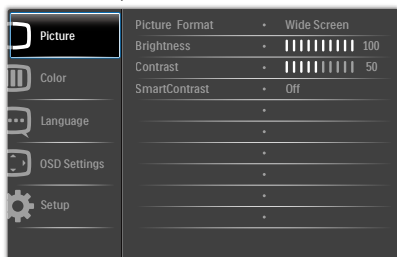 Picture
Color
Language
OSD Settings
Setup
Picture Format • Wide Screen
Brightness • 100
Contrast • 50
SmartContrast • Off
•
•
•
•
•
•